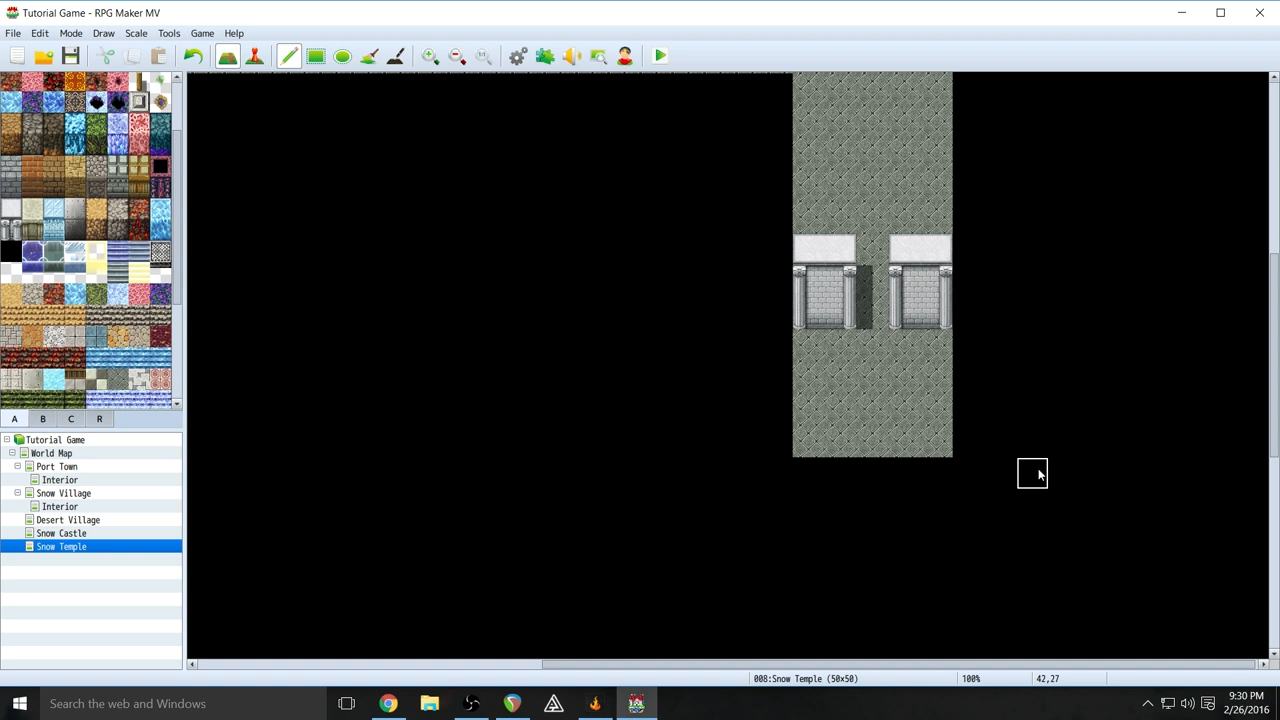 Tutorial Game - RPG Maker MV
File Edit Mode Draw Scale Tools Game Help
A B C R
Tutorial Game
World Map
Port Town
Interior
Snow Village
Interior
Desert Village
Snow Castle
Snow Temple
008:Snow Temple (50×50) 100% 42,27
Search the web and Windows
9:30 PM
2/26/2016